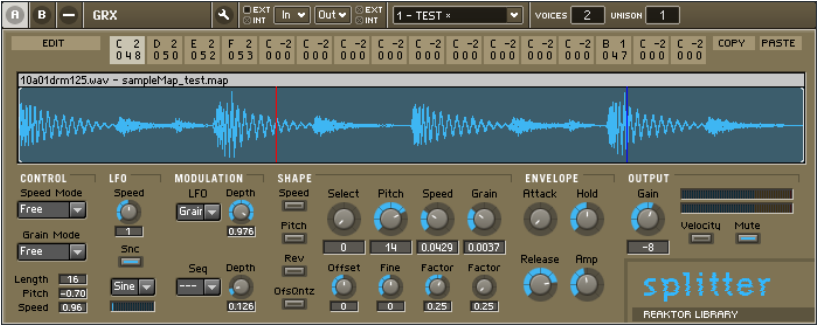 A B GRX EXT INT In Out EXT INT 1 - TEST × VOICES 2 UNISON 1
EDIT C 2 D 2 E 2 F 2 C -2 C -2 C -2 C -2 C -2 C -2 C -2 C -2 B 1 C -2 C -2 COPY PASTE
048 050 052 053 000 000 000 000 000 000 000 000 047 000 000
10a01drm125.wav - sampleMap_test.map
CONTROL LFO MODULATION SHAPE ENVELOPE OUTPUT
Speed Mode Speed LFO Depth Speed Select Pitch Speed Grain Attack Hold Gain
Free Grain Pitch Velocity Mute
1 0.976 0 14 0.0429 0.0037 -8
Grain Mode
Free Snc Rev Release Amp
Seq Depth Offset Fine Factor Factor
Length 16 Sine --- OfsOntz
Pitch -0.70
Speed 0.96 0.126 0 0 0.25 0.25
splitter
REAKTOR LIBRARY